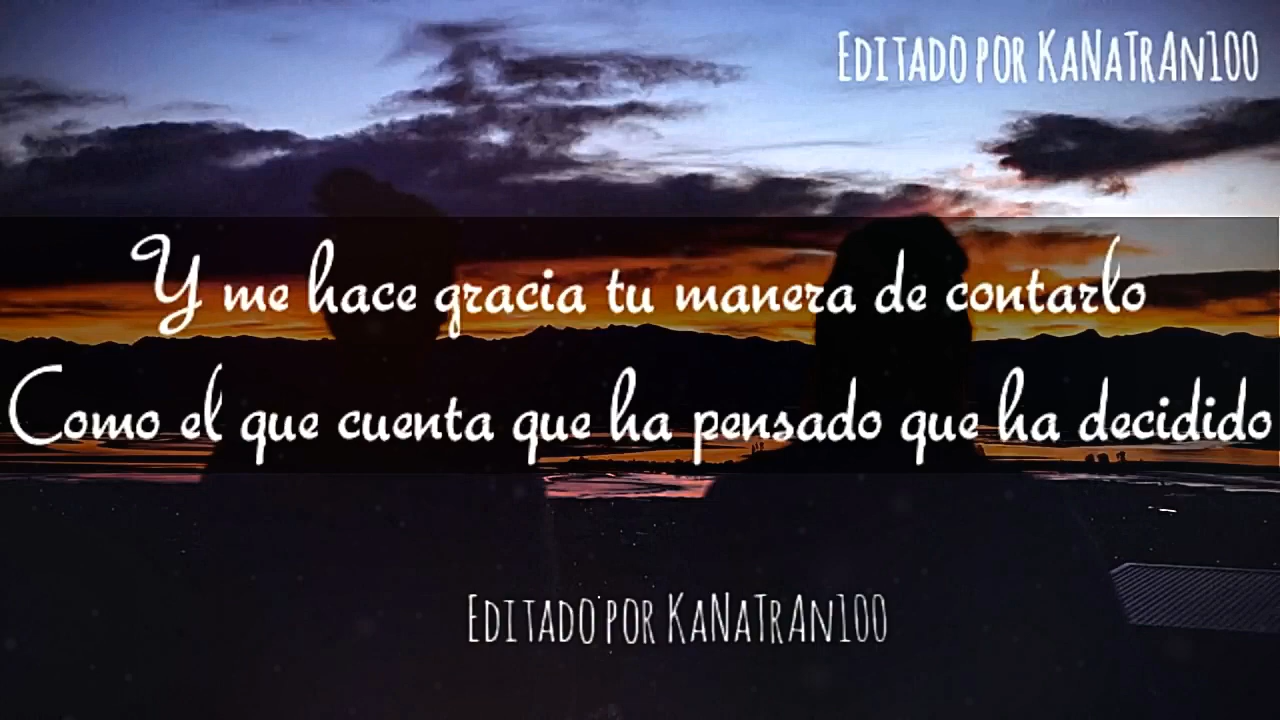 EDITADO POR KaNaTrAn100
Y me hace gracia tu manera de contarlo
Como el que cuenta que ha pensado que ha decidido
EDITADO POR KaNaTrAn100